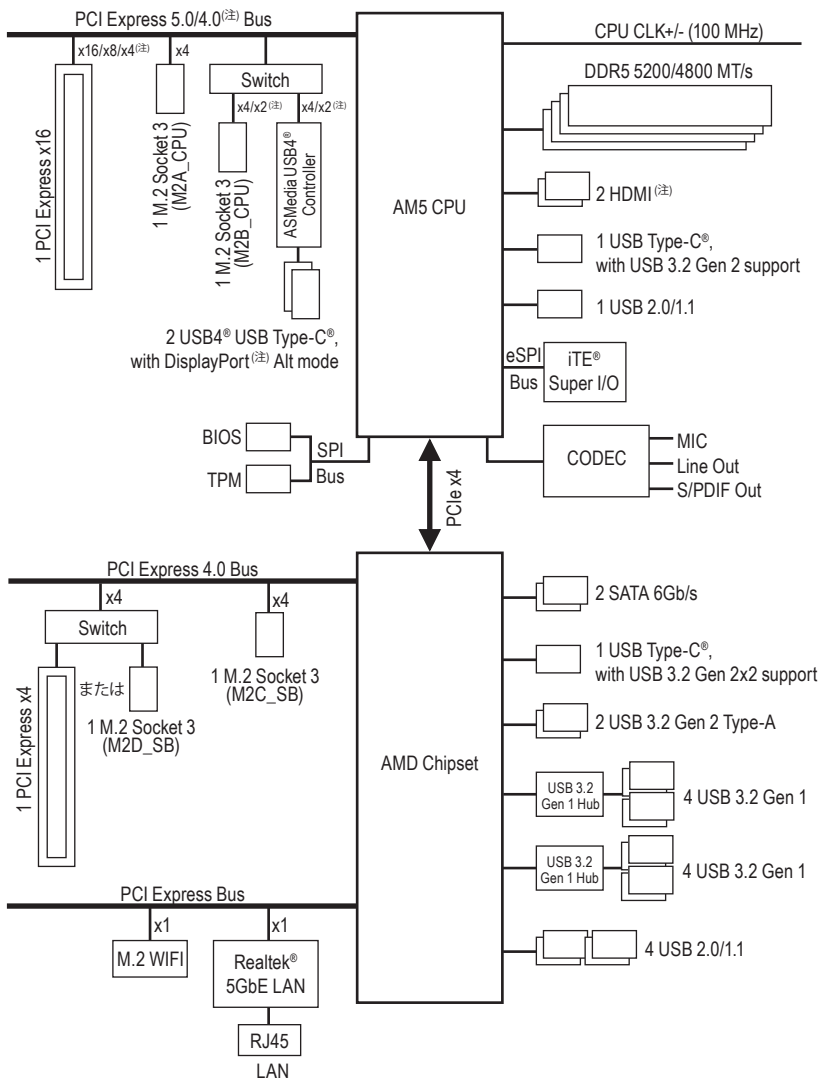 PCI Express 5.0/4.0(注) Bus
x16/x8/x4(注)
x4
1 PCI Express x16
1 M.2 Socket 3
(M2A_CPU)
Switch
x4/x2(注)
x4/x2(注)
1 M.2 Socket 3
(M2B_CPU)
ASMedia USB4®
Controller
2 USB4® USB Type-C®,
with DisplayPort(注) Alt mode
AM5 CPU
CPU CLK+/- (100 MHz)
DDR5 5200/4800 MT/s
2 HDMI(注)
1 USB Type-C®,
with USB 3.2 Gen 2 support
1 USB 2.0/1.1
eSPI
Bus
iTE®
Super I/O
BIOS
TPM
SPI
Bus
PCIe x4
CODEC
MIC
Line Out
S/PDIF Out
PCI Express 4.0 Bus
x4
Switch
x4
1 PCI Express x4
または
1 M.2 Socket 3
(M2D_SB)
1 M.2 Socket 3
(M2C_SB)
AMD Chipset
2 SATA 6Gb/s
1 USB Type-C®,
with USB 3.2 Gen 2x2 support
2 USB 3.2 Gen 2 Type-A
USB 3.2
Gen 1 Hub
4 USB 3.2 Gen 1
USB 3.2
Gen 1 Hub
4 USB 3.2 Gen 1
4 USB 2.0/1.1
PCI Express Bus
x1
x1
M.2 WIFI
Realtek®
5GbE LAN
RJ45
LAN